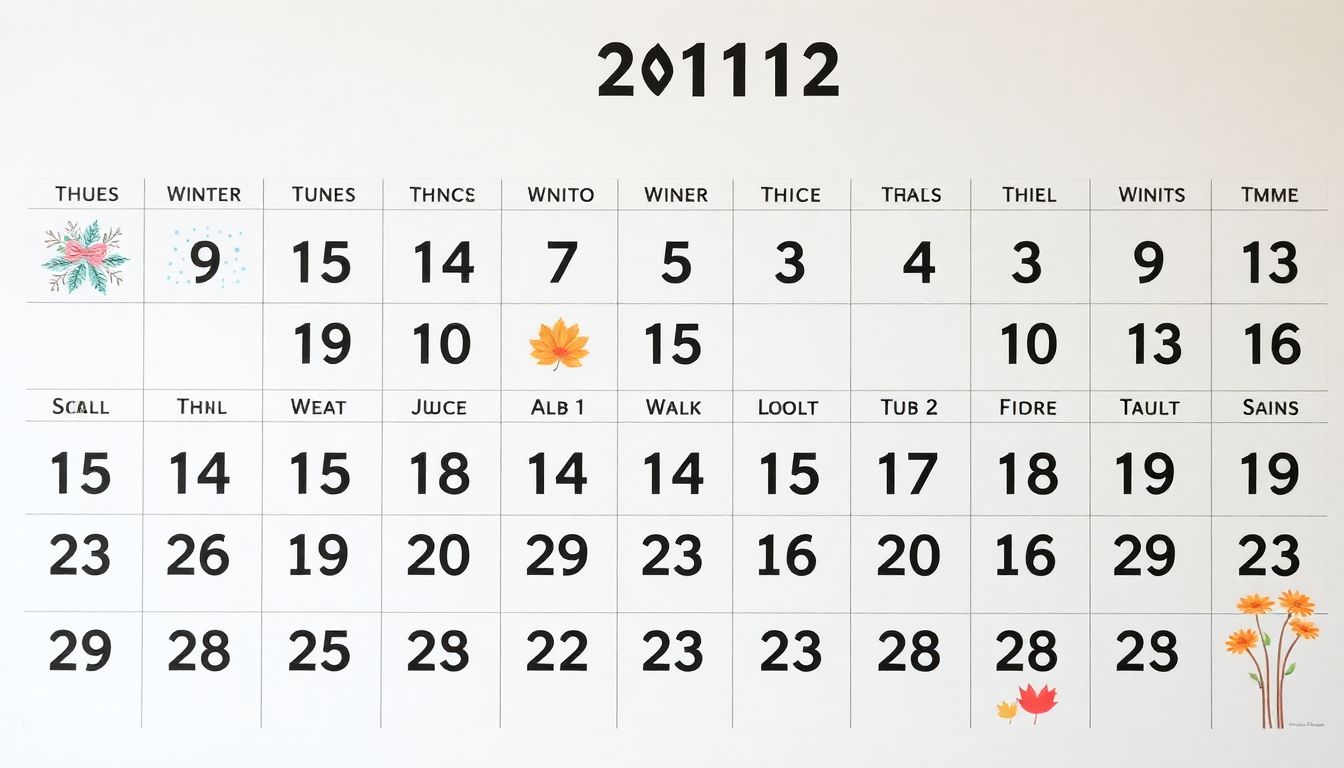 201112
THUES WINTER TUNES THNCS WNITO WINER THICE TRALS THIEL WINITS TMME
9 15 14 7 5 3 4 3 9 13
19 10 15 10 13 16
SCALL THNL WEAT JUCE ALB 1 WALK LOOLT TUB 2 FIDRE TAULT SAINS
15 14 15 18 14 14 15 17 18 19 19
23 26 19 20 29 23 16 20 16 29 23
29 28 25 28 22 23 23 28 28 28